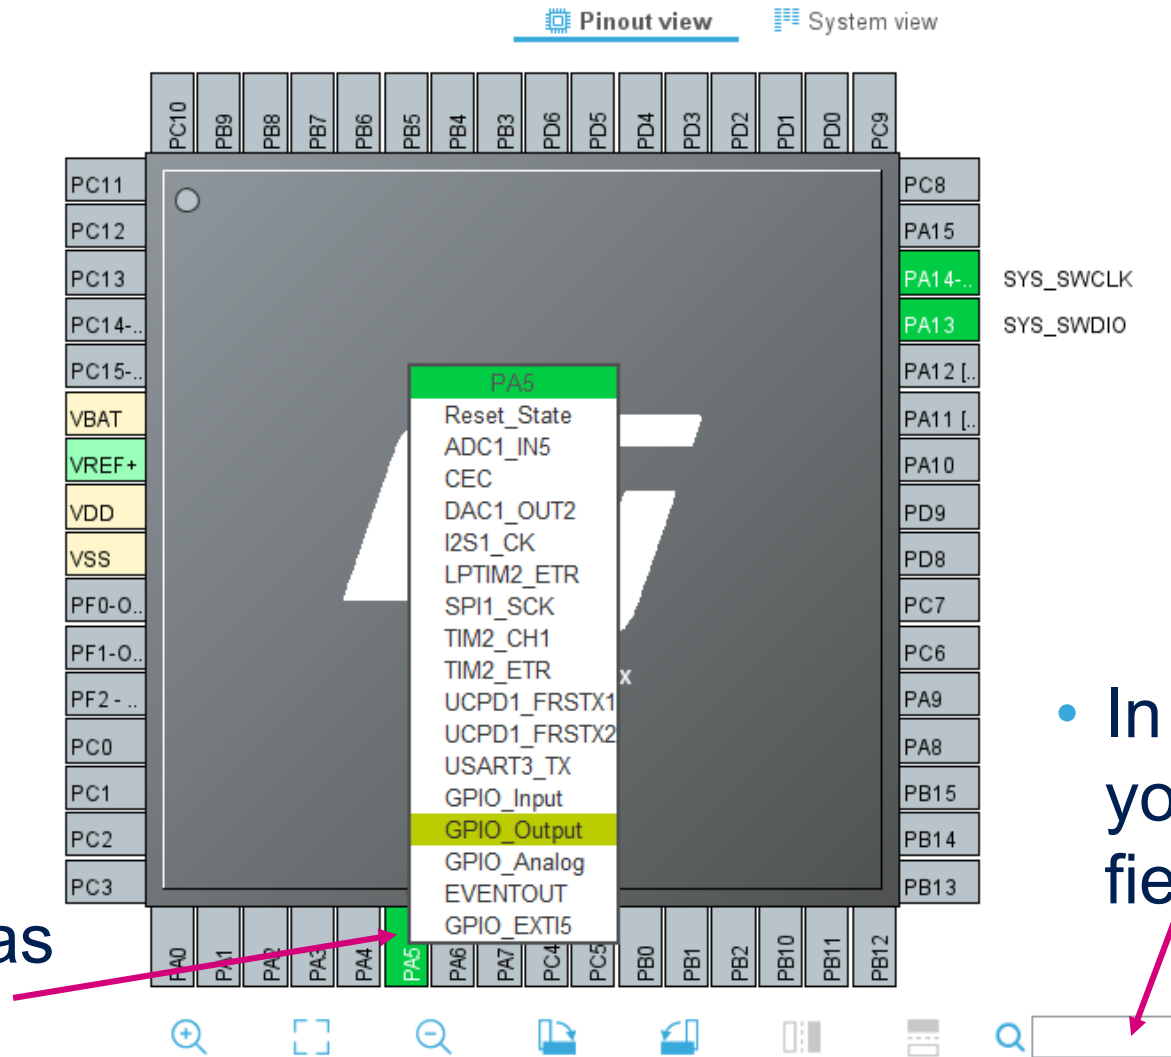 Pinout view
System view
PC10
PB9
PB8
PB7
PB6
PB5
PB4
PB3
PD6
PD5
PD4
PD3
PD2
PD1
PD0
PC9
PC11
PC12
PC13
PC14-..
PC15-..
VBAT
VREF+
VDD
VSS
PF0-O..
PF1-O..
PF2 - ..
PC0
PC1
PC2
PC3
PC8
PA15
PA14-.. SYS_SWCLK
PA13 SYS_SWDIO
PA12 [..
PA11 [..
PA10
PD9
PD8
PC7
PC6
PA9
PA8
PB15
PB14
PB13
PA5
Reset_State
ADC1_IN5
CEC
DAC1_OUT2
I2S1_CK
LPTIM2_ETR
SPI1_SCK
TIM2_CH1
TIM2_ETR
UCPD1_FRSTX1
UCPD1_FRSTX2
USART3_TX
GPIO_Input
GPIO_Output
GPIO_Analog
EVENTOUT
GPIO_EXTI5
x
PA0
PA1
PA2
PA3
PA4
PA5
PA6
PA7
PC4
PC5
PB0
PB1
PB2
PB10
PB11
PB12
as
• In
yo
fie